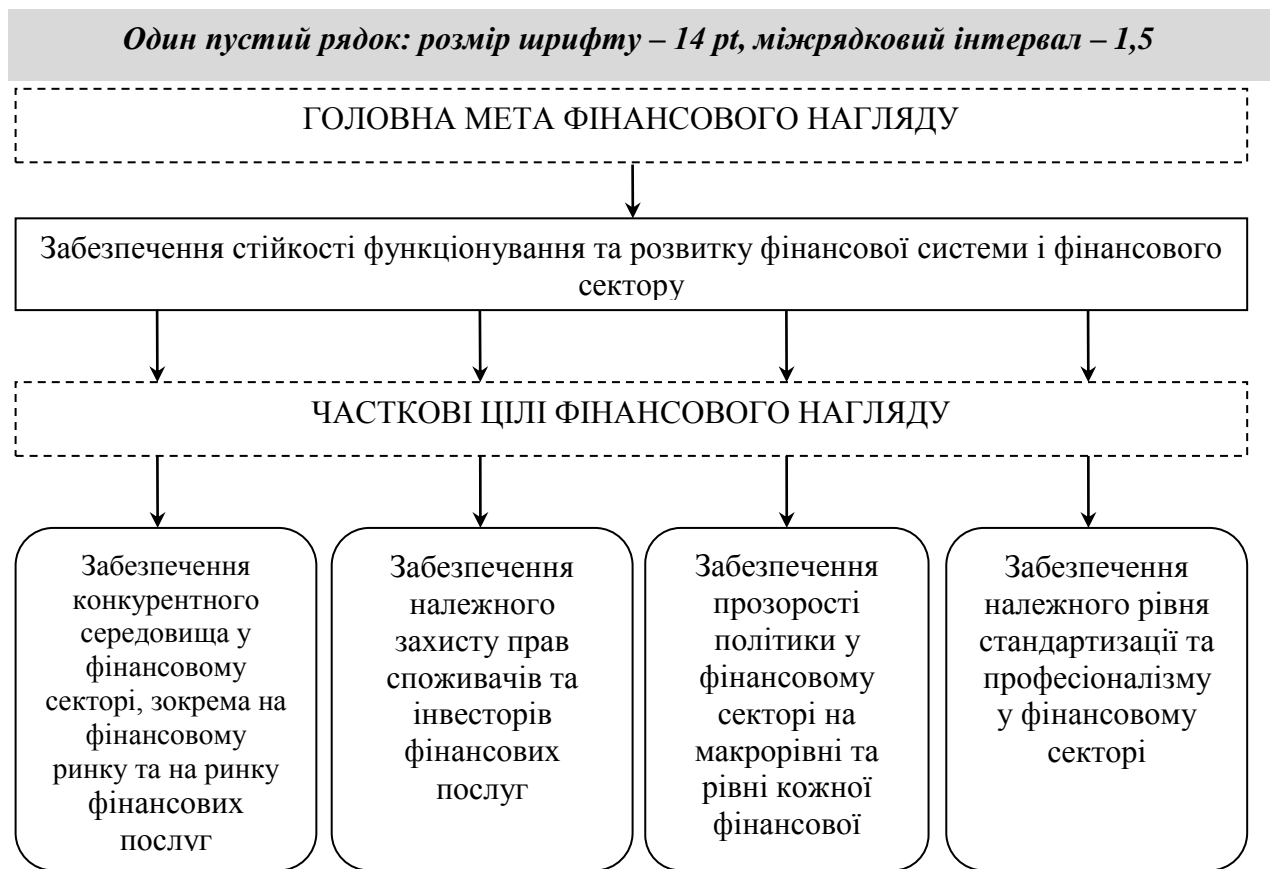 Один пустий рядок: розмір шрифту – 14 pt, міжрядковий інтервал – 1,5
ГОЛОВНА МЕТА ФІНАНСОВОГО НАГЛЯДУ
Забезпечення стійкості функціонування та розвитку фінансової системи і фінансового
сектору
ЧАСТКОВІ ЦІЛІ ФІНАНСОВОГО НАГЛЯДУ
Забезпечення
конкурентного
середовища у
фінансовому
секторі, зокрема на
фінансовому
ринку та на ринку
фінансових
послуг
Забезпечення
належного
захисту прав
споживачів та
інвесторів
фінансових
послуг
Забезпечення
прозорості
політики у
фінансовому
секторі на
макрорівні та
рівні кожної
фінансової
Забезпечення
належного рівня
стандартизації та
професіоналізму
у фінансовому
секторі